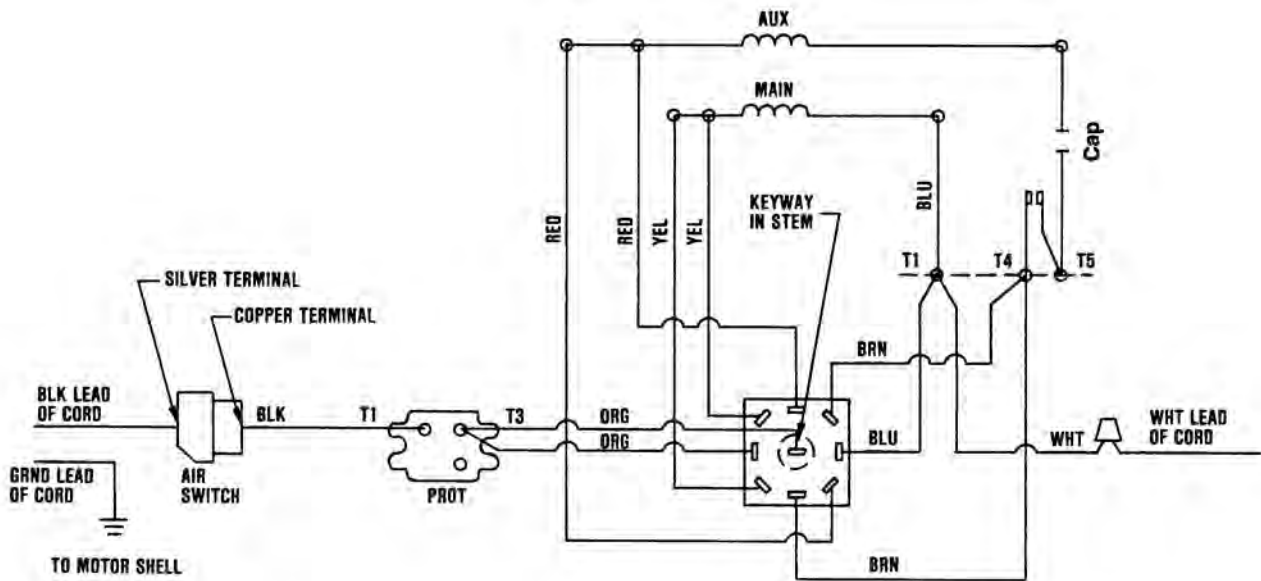 AUX
MAIN
Cap
RED
RED
YEL
YEL
BLU
KEYWAY
IN STEM
T1
T4
T5
SILVER TERMINAL
COPPER TERMINAL
BRN
BLK LEAD
OF CORD
BLK
T1
T3
ORG
ORG
BLU
WHT
WHT LEAD
OF CORD
GRND LEAD
OF CORD
AIR
SWITCH
PROT
TO MOTOR SHELL
BRN